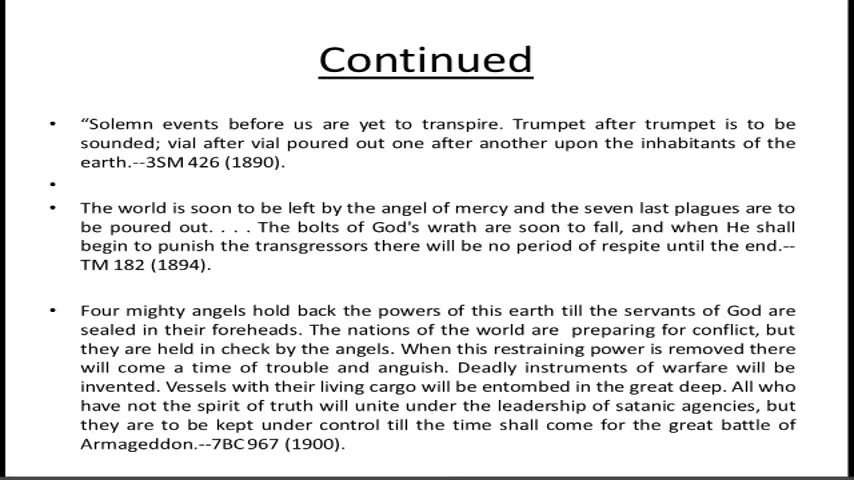 Continued
• “Solemn events before us are yet to transpire. Trumpet after trumpet is to be
sounded; vial after vial poured out one after another upon the inhabitants of the
earth.--3SM 426 (1890).
•
• The world is soon to be left by the angel of mercy and the seven last plagues are to
be poured out. . . . The bolts of God's wrath are soon to fall, and when He shall
begin to punish the transgressors there will be no period of respite until the end.--
TM 182 (1894).
• Four mighty angels hold back the powers of this earth till the servants of God are
sealed in their foreheads. The nations of the world are preparing for conflict, but
they are held in check by the angels. When this restraining power is removed there
will come a time of trouble and anguish. Deadly instruments of warfare will be
invented. Vessels with their living cargo will be entombed in the great deep. All who
have not the spirit of truth will unite under the leadership of satanic agencies, but
they are to be kept under control till the time shall come for the great battle of
Armageddon.--7BC 967 (1900).